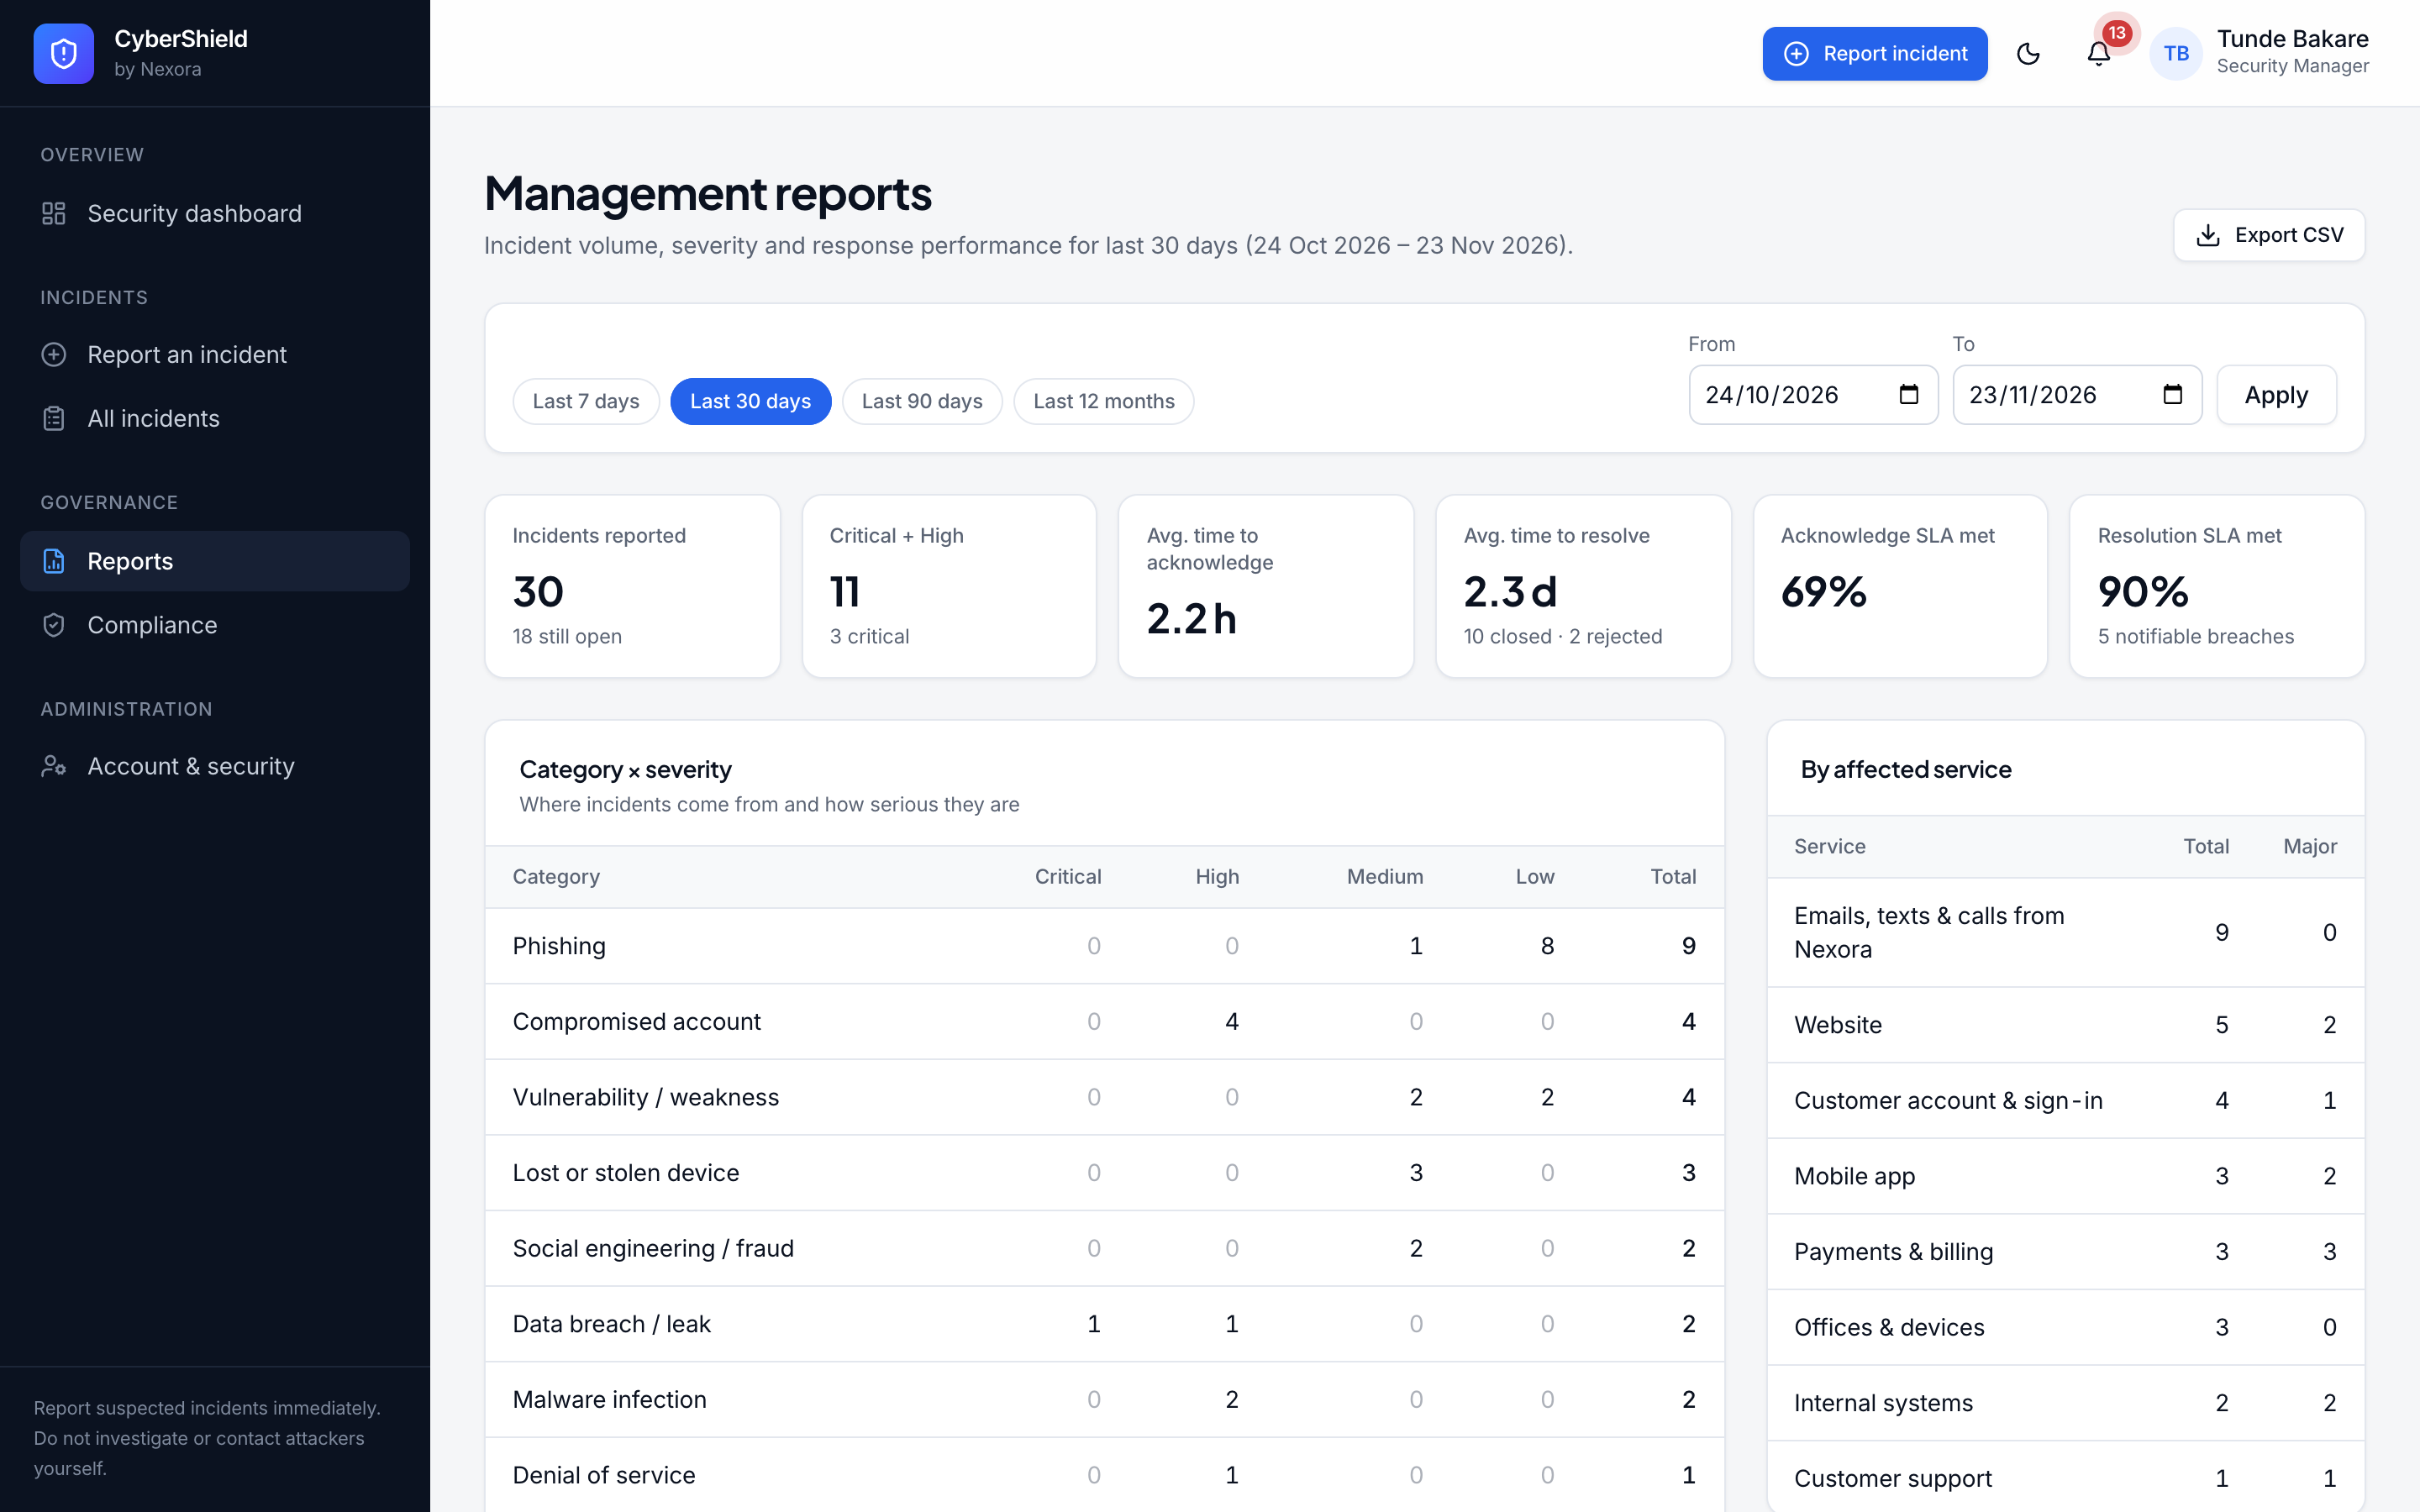 CyberShield
by Nexora
OVERVIEW
Security dashboard
INCIDENTS
Report an incident
All incidents
GOVERNANCE
Reports
Compliance
ADMINISTRATION
Account & security
Report suspected incidents immediately.
Do not investigate or contact attackers
yourself.
Report incident
13
TB
Tunde Bakare
Security Manager
Management reports
Incident volume, severity and response performance for last 30 days (24 Oct 2026 – 23 Nov 2026).
Export CSV
Last 7 days
Last 30 days
Last 90 days
Last 12 months
From
24/10/2026
To
23/11/2026
Apply
Incidents reported
30
18 still open
Critical + High
11
3 critical
Avg. time to
acknowledge
2.2 h
Avg. time to resolve
2.3 d
10 closed · 2 rejected
Acknowledge SLA met
69%
Resolution SLA met
90%
5 notifiable breaches
Category × severity
Where incidents come from and how serious they are
Category Critical High Medium Low Total
Phishing 0 0 1 8 9
Compromised account 0 4 0 0 4
Vulnerability / weakness 0 0 2 2 4
Lost or stolen device 0 0 3 0 3
Social engineering / fraud 0 0 2 0 2
Data breach / leak 1 1 0 0 2
Malware infection 0 2 0 0 2
Denial of service 0 1 0 0 1
By affected service
Service Total Major
Emails, texts & calls from
Nexora 9 0
Website 5 2
Customer account & sign-in 4 1
Mobile app 3 2
Payments & billing 3 3
Offices & devices 3 0
Internal systems 2 2
Customer support 1 1